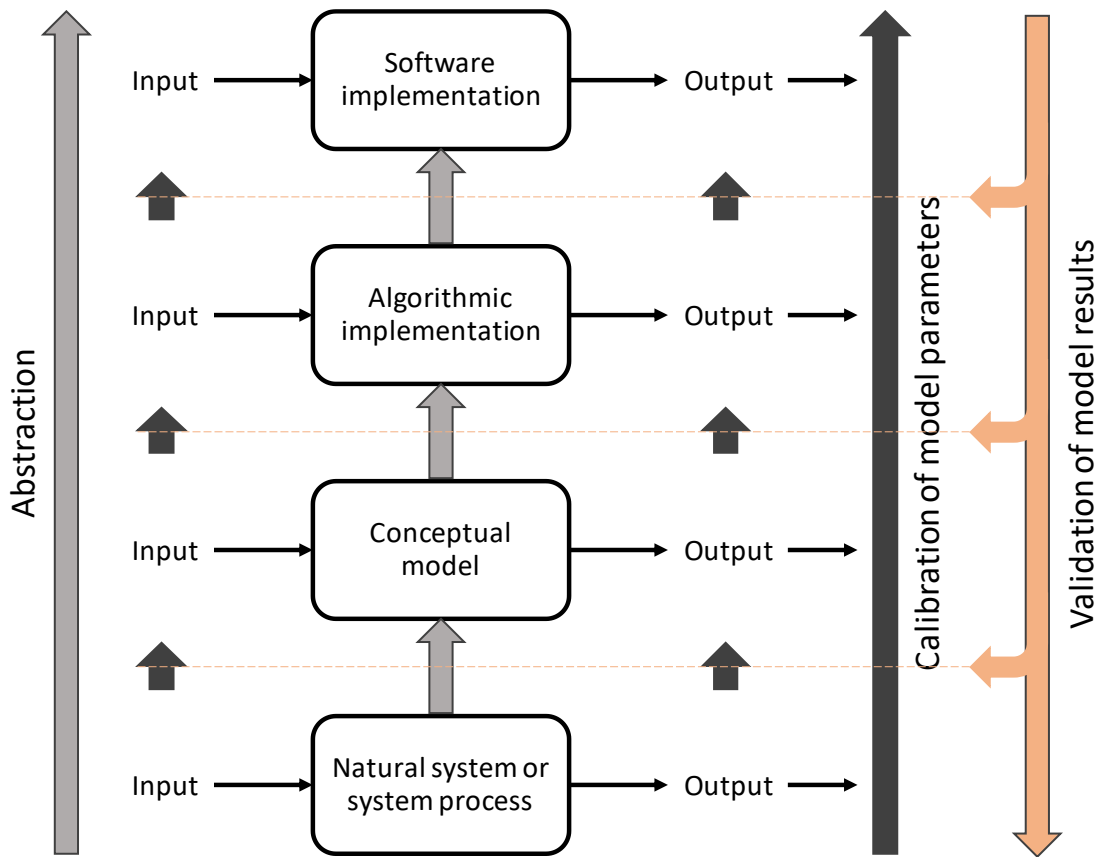 Input
Software
implementation
Output
Input
Algorithmic
implementation
Output
Input
Conceptual
model
Output
Input
Natural system or
system process
Output
Abstraction
Calibration of model parameters
Validation of model results